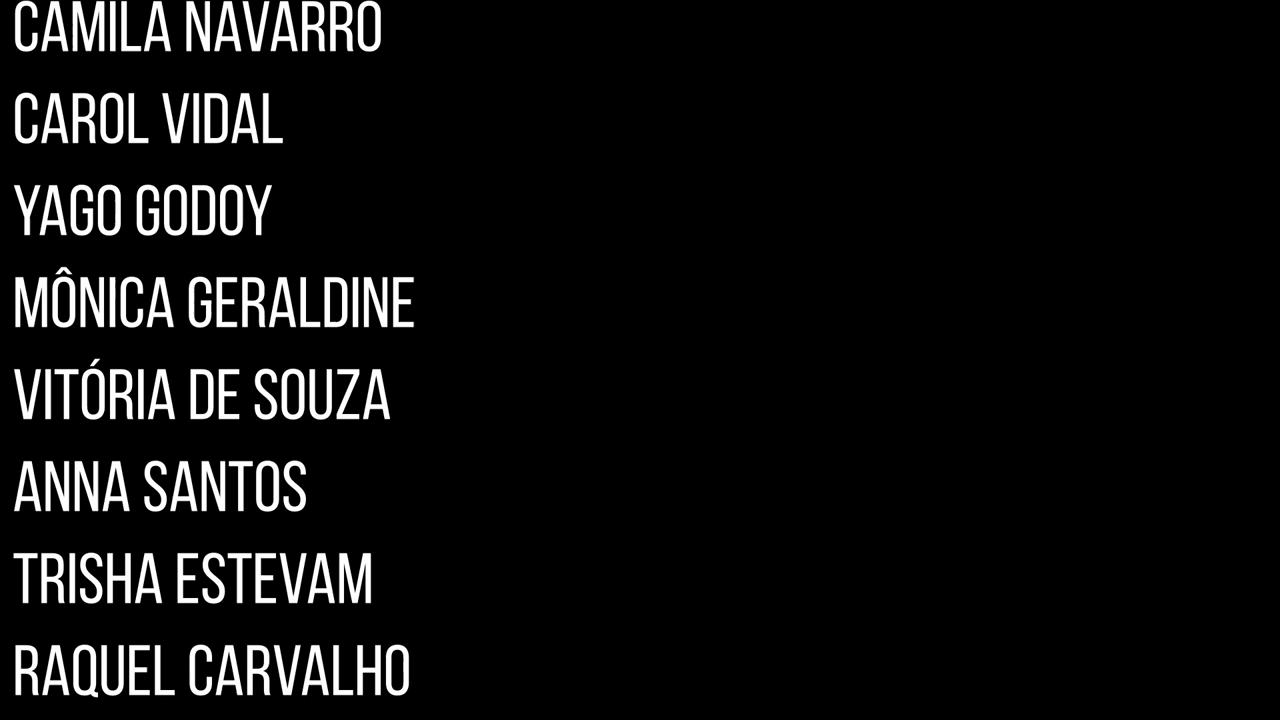 CAMILA NAVARRO
CAROL VIDAL
YAGO GODOY
MÔNICA GERALDINE
VITÓRIA DE SOUZA
ANNA SANTOS
TRISHA ESTEVAM
RAQUEL CARVALHO